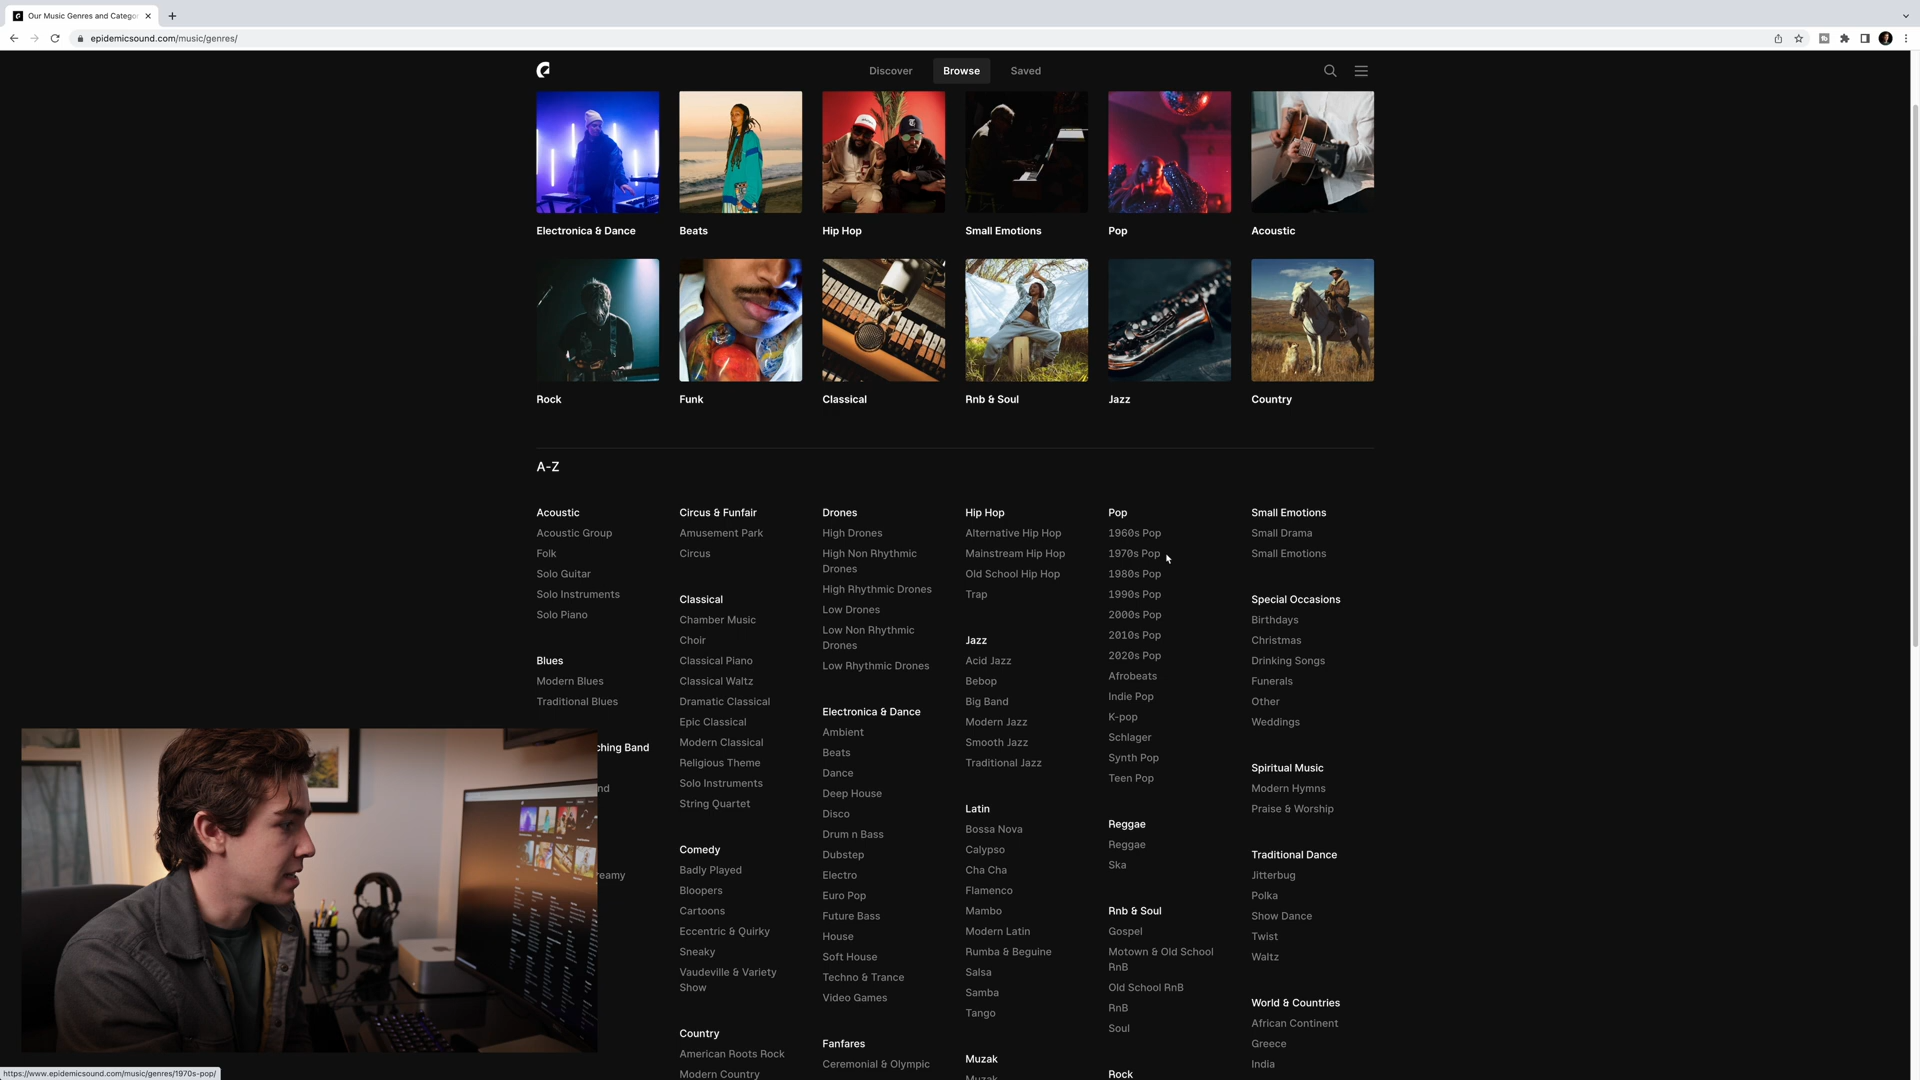 Our Music Genres and Catego
epidemicsound.com/music/genres/
Discover
Browse
Saved
Electronica & Dance
Beats
Hip Hop
Small Emotions
Pop
Acoustic
Rock
Funk
Classical
Rnb & Soul
Jazz
Country
A-Z
Acoustic
Acoustic Group
Folk
Solo Guitar
Solo Instruments
Solo Piano
Blues
Modern Blues
Traditional Blues
ching Band
nd
reamy
Circus & Funfair
Amusement Park
Circus
Classical
Chamber Music
Choir
Classical Piano
Classical Waltz
Dramatic Classical
Epic Classical
Modern Classical
Religious Theme
Solo Instruments
String Quartet
Comedy
Badly Played
Bloopers
Cartoons
Eccentric & Quirky
Sneaky
Vaudeville & Variety
Show
Country
American Roots Rock
Modern Country
Drones
High Drones
High Non Rhythmic
Drones
High Rhythmic Drones
Low Drones
Low Non Rhythmic
Drones
Low Rhythmic Drones
Electronica & Dance
Ambient
Beats
Dance
Deep House
Disco
Drum n Bass
Dubstep
Electro
Euro Pop
Future Bass
House
Soft House
Techno & Trance
Video Games
Fanfares
Ceremonial & Olympic
Hip Hop
Alternative Hip Hop
Mainstream Hip Hop
Old School Hip Hop
Trap
Jazz
Acid Jazz
Bebop
Big Band
Modern Jazz
Smooth Jazz
Traditional Jazz
Latin
Bossa Nova
Calypso
Cha Cha
Flamenco
Mambo
Modern Latin
Rumba & Beguine
Salsa
Samba
Tango
Muzak
Muzak
Pop
1960s Pop
1970s Pop
1980s Pop
1990s Pop
2000s Pop
2010s Pop
2020s Pop
Afrobeats
Indie Pop
K-pop
Schlager
Synth Pop
Teen Pop
Reggae
Reggae
Ska
Rnb & Soul
Gospel
Motown & Old School
RnB
Old School RnB
RnB
Soul
Rock
Small Emotions
Small Drama
Small Emotions
Special Occasions
Birthdays
Christmas
Drinking Songs
Funerals
Other
Weddings
Spiritual Music
Modern Hymns
Praise & Worship
Traditional Dance
Jitterbug
Polka
Show Dance
Twist
Waltz
World & Countries
African Continent
Greece
India
https://www.epidemicsound.com/music/genres/1970s-pop/